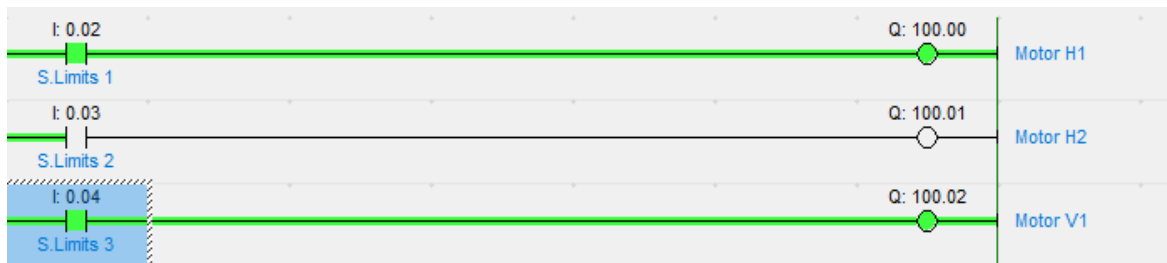 I: 0.02
Q: 100.00
Motor H1
S.Limits 1
I: 0.03
Q: 100.01
Motor H2
S.Limits 2
I: 0.04
Q: 100.02
Motor V1
S.Limits 3